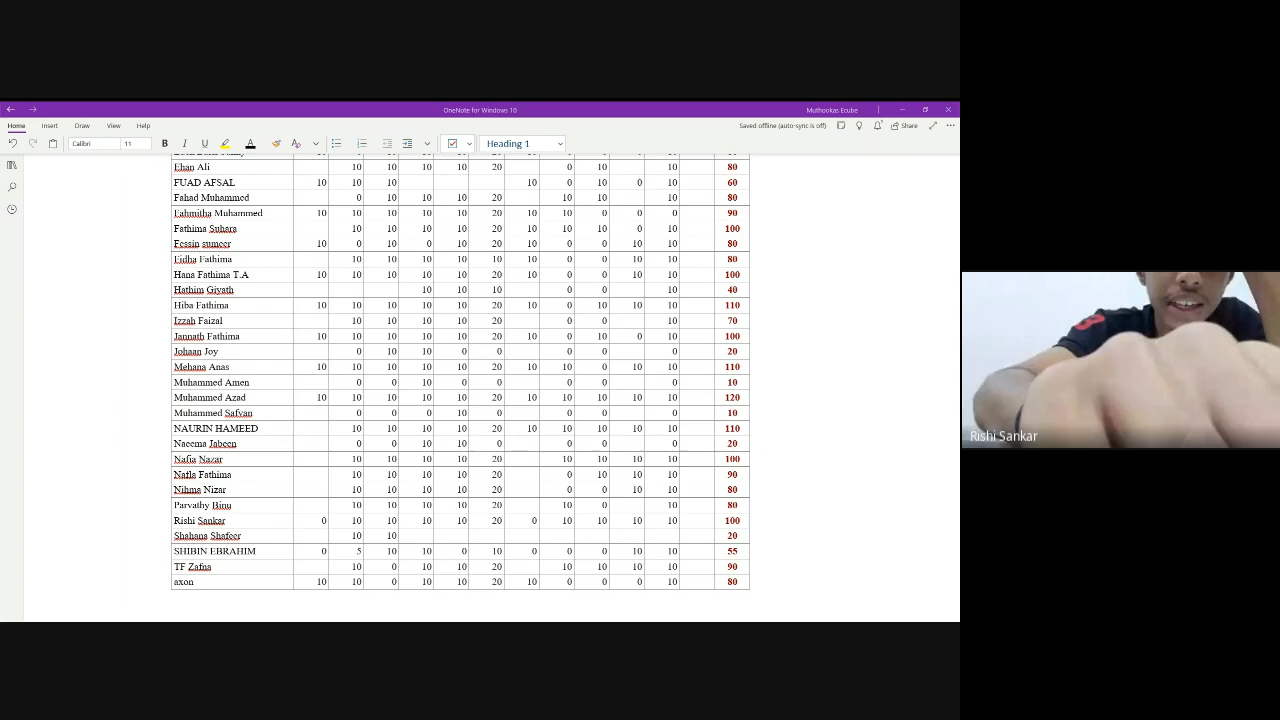 OneNote for Windows 10
Muthookas Ecube
Home Insert Draw View Help
Saved offline (auto-sync is off) Share
Calibri 11 B I U A Heading 1
Ehan Ali 10 10 10 10 20 0 10 10 80
FUAD AFSAL 10 10 10 10 0 10 0 10 60
Fahad Muhammed 0 10 10 10 20 10 10 10 80
Fahmitha Muhammed 10 10 10 10 10 20 10 10 0 0 0 90
Fathima Suhara 10 10 10 10 20 10 10 10 0 10 100
Fessin sumeer 10 0 10 0 10 20 10 0 0 10 10 80
Fidha Fathima 10 10 10 10 10 10 0 0 10 10 80
Hana Fathima T.A 10 10 10 10 10 20 10 0 0 10 10 100
Hathim Giyath 10 10 10 0 0 10 40
Hiba Fathima 10 10 10 10 10 20 10 0 10 10 10 110
Izzah Faizal 10 10 10 10 20 0 0 10 70
Jannath Fathima 10 10 10 10 10 20 10 0 10 0 10 100
Johaan Joy 0 10 10 0 0 0 0 0 20
Mehana Anas 10 10 10 10 10 20 10 10 0 10 10 110
Muhammed Amen 0 0 10 0 0 0 0 0 10
Muhammed Azad 10 10 10 10 10 20 10 10 10 10 10 120
Muhammed Safvan 0 0 0 10 0 0 0 0 10
NAURIN HAMEED 10 10 10 10 20 10 10 10 10 10 110
Naeema Jabeen 0 0 10 10 0 0 0 0 20
Nafia Nazar 10 10 10 10 20 10 10 10 10 100
Nafla Fathima 10 10 10 10 20 0 10 10 10 90
Nihma Nizar 10 10 10 10 20 0 0 10 10 80
Parvathy Binu 10 10 10 10 20 10 0 10 80
Rishi Sankar 0 10 10 10 10 20 0 10 10 10 10 100
Shahana Shafeer 10 10 20
SHIBIN EBRAHIM 0 5 10 10 0 10 0 0 0 10 10 55
TF Zafna 10 0 10 10 20 10 10 10 10 90
axon 10 10 0 10 10 20 10 0 0 0 10 80
Rishi Sankar